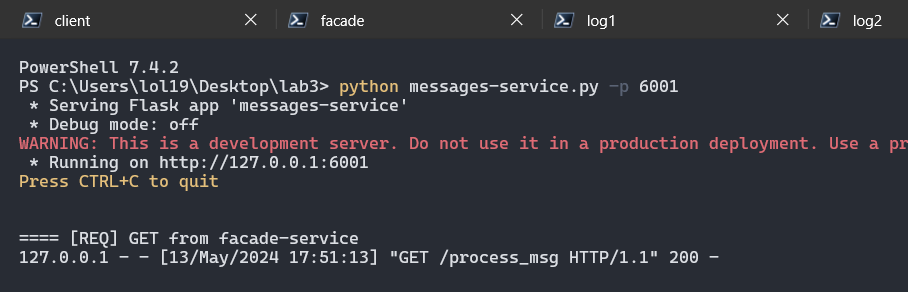 client facade log1 log2
PowerShell 7.4.2
PS C:\Users\lol19\Desktop\lab3> python messages-service.py -p 6001
 * Serving Flask app 'messages-service'
 * Debug mode: off
WARNING: This is a development server. Do not use it in a production deployment. Use a pr
 * Running on http://127.0.0.1:6001
Press CTRL+C to quit
==== [REQ] GET from facade-service
127.0.0.1 - - [13/May/2024 17:51:13] "GET /process_msg HTTP/1.1" 200 -